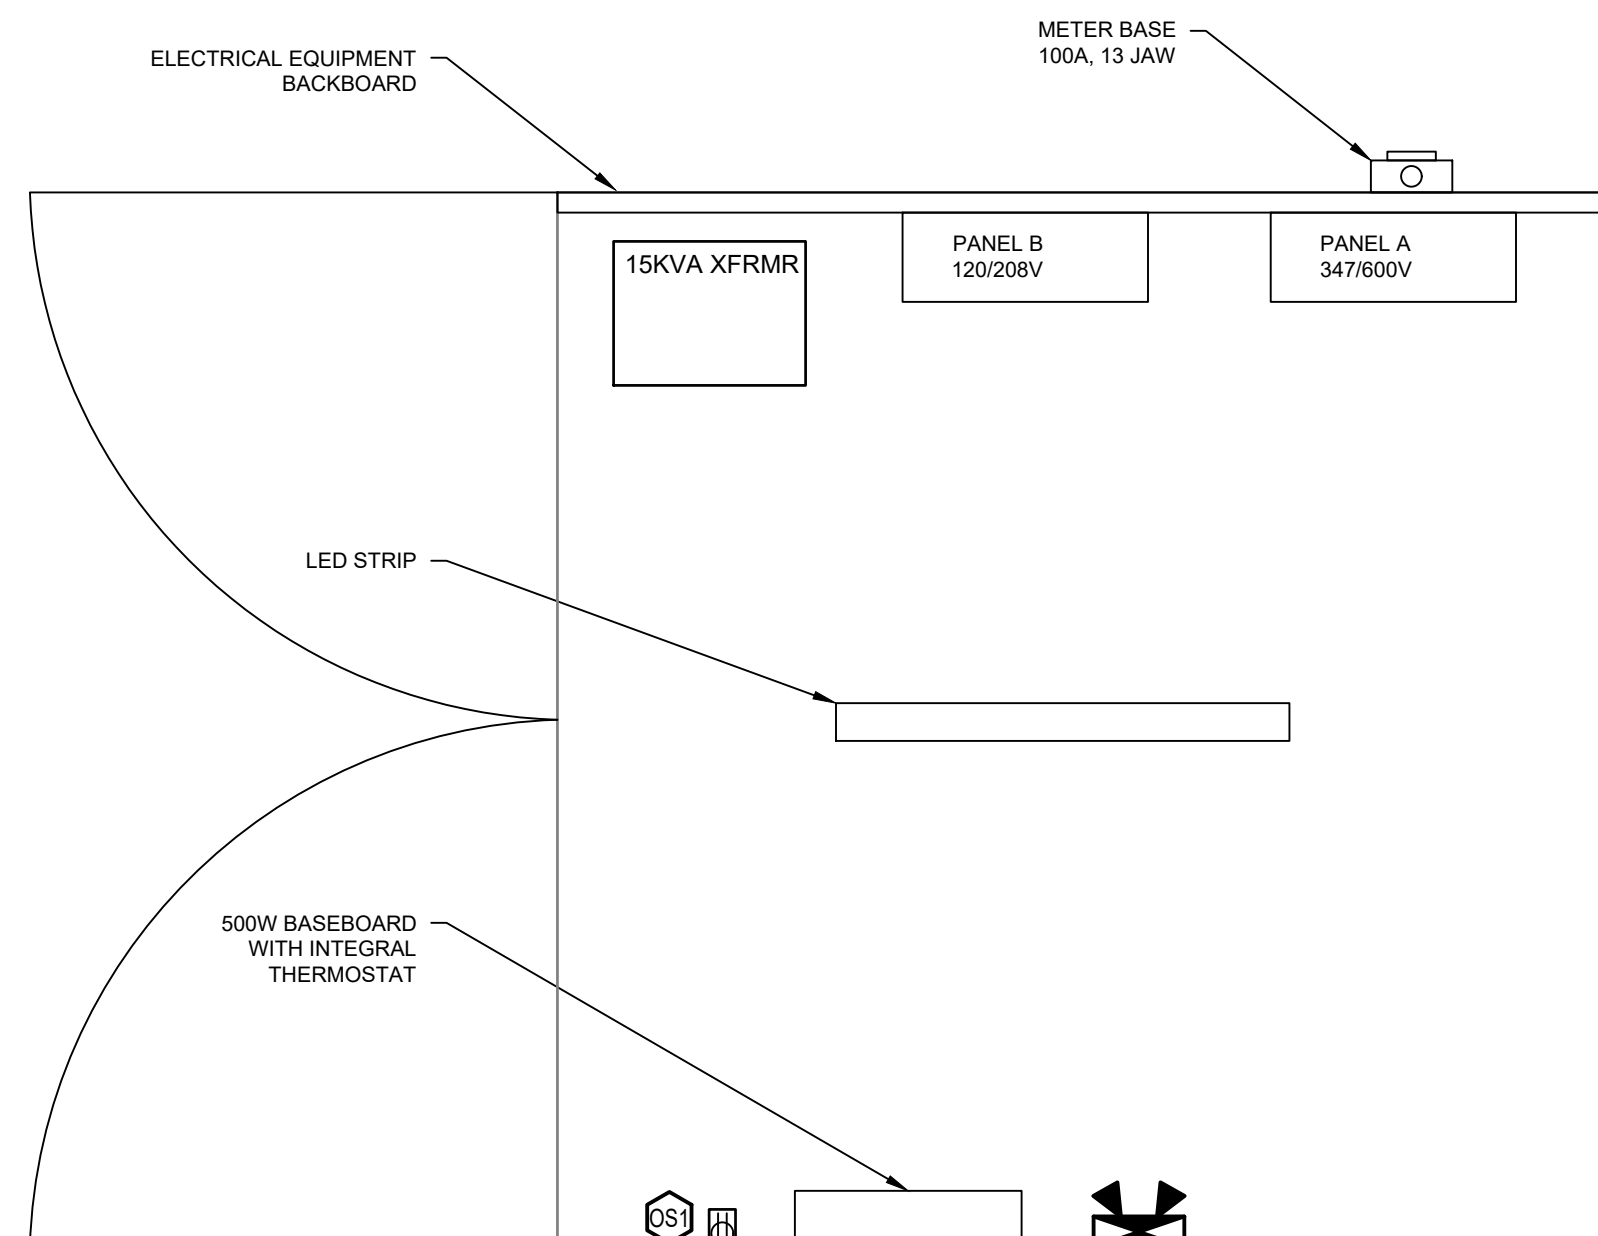 METER BASE
100A, 13 JAW
ELECTRICAL EQUIPMENT
BACKBOARD
PANEL B
120/208V
PANEL A
347/600V
15KVA XFRMR
LED STRIP
500W BASEBOARD
WITH INTEGRAL
THERMOSTAT
OS1